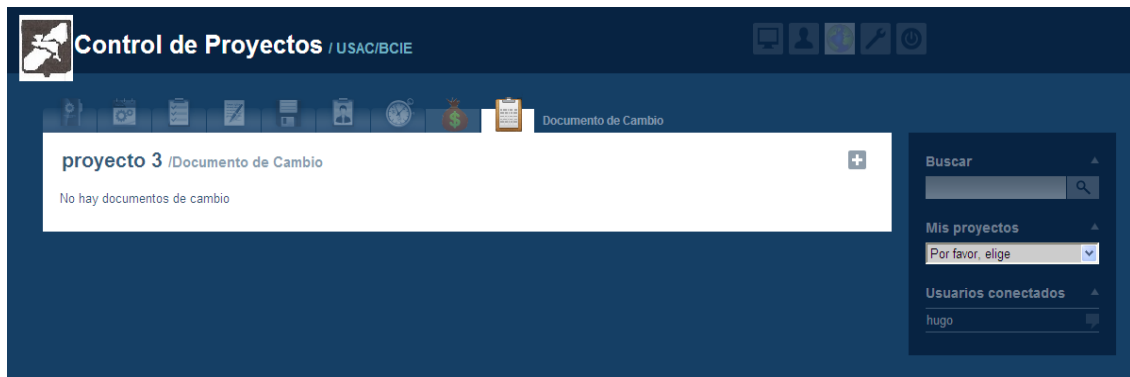 Control de Proyectos / USAC/BCIE
Documento de Cambio
proyecto 3 /Documento de Cambio
No hay documentos de cambio
Buscar
Mis proyectos
Por favor, elige
Usuarios conectados
hugo